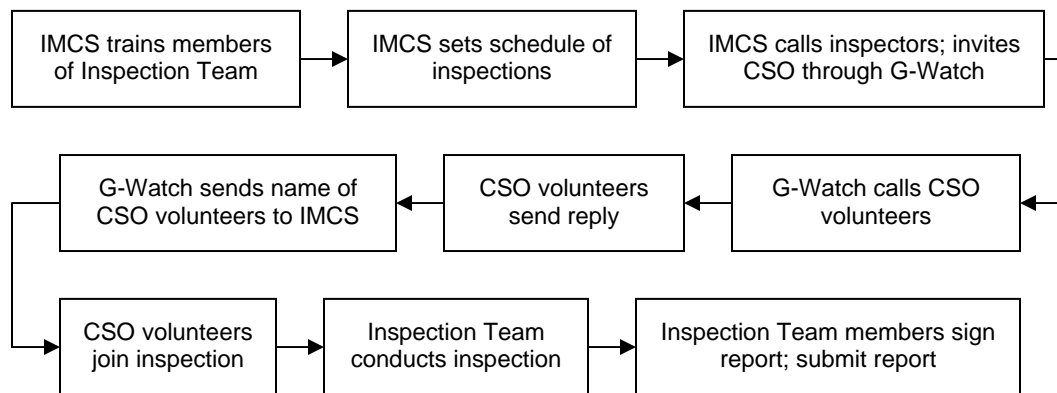 IMCS trains members
of Inspection Team
IMCS sets schedule of
inspections
IMCS calls inspectors; invites
CSO through G-Watch
G-Watch calls CSO
volunteers
CSO volunteers
send reply
G-Watch sends name of
CSO volunteers to IMCS
CSO volunteers
join inspection
Inspection Team
conducts inspection
Inspection Team members sign
report; submit report